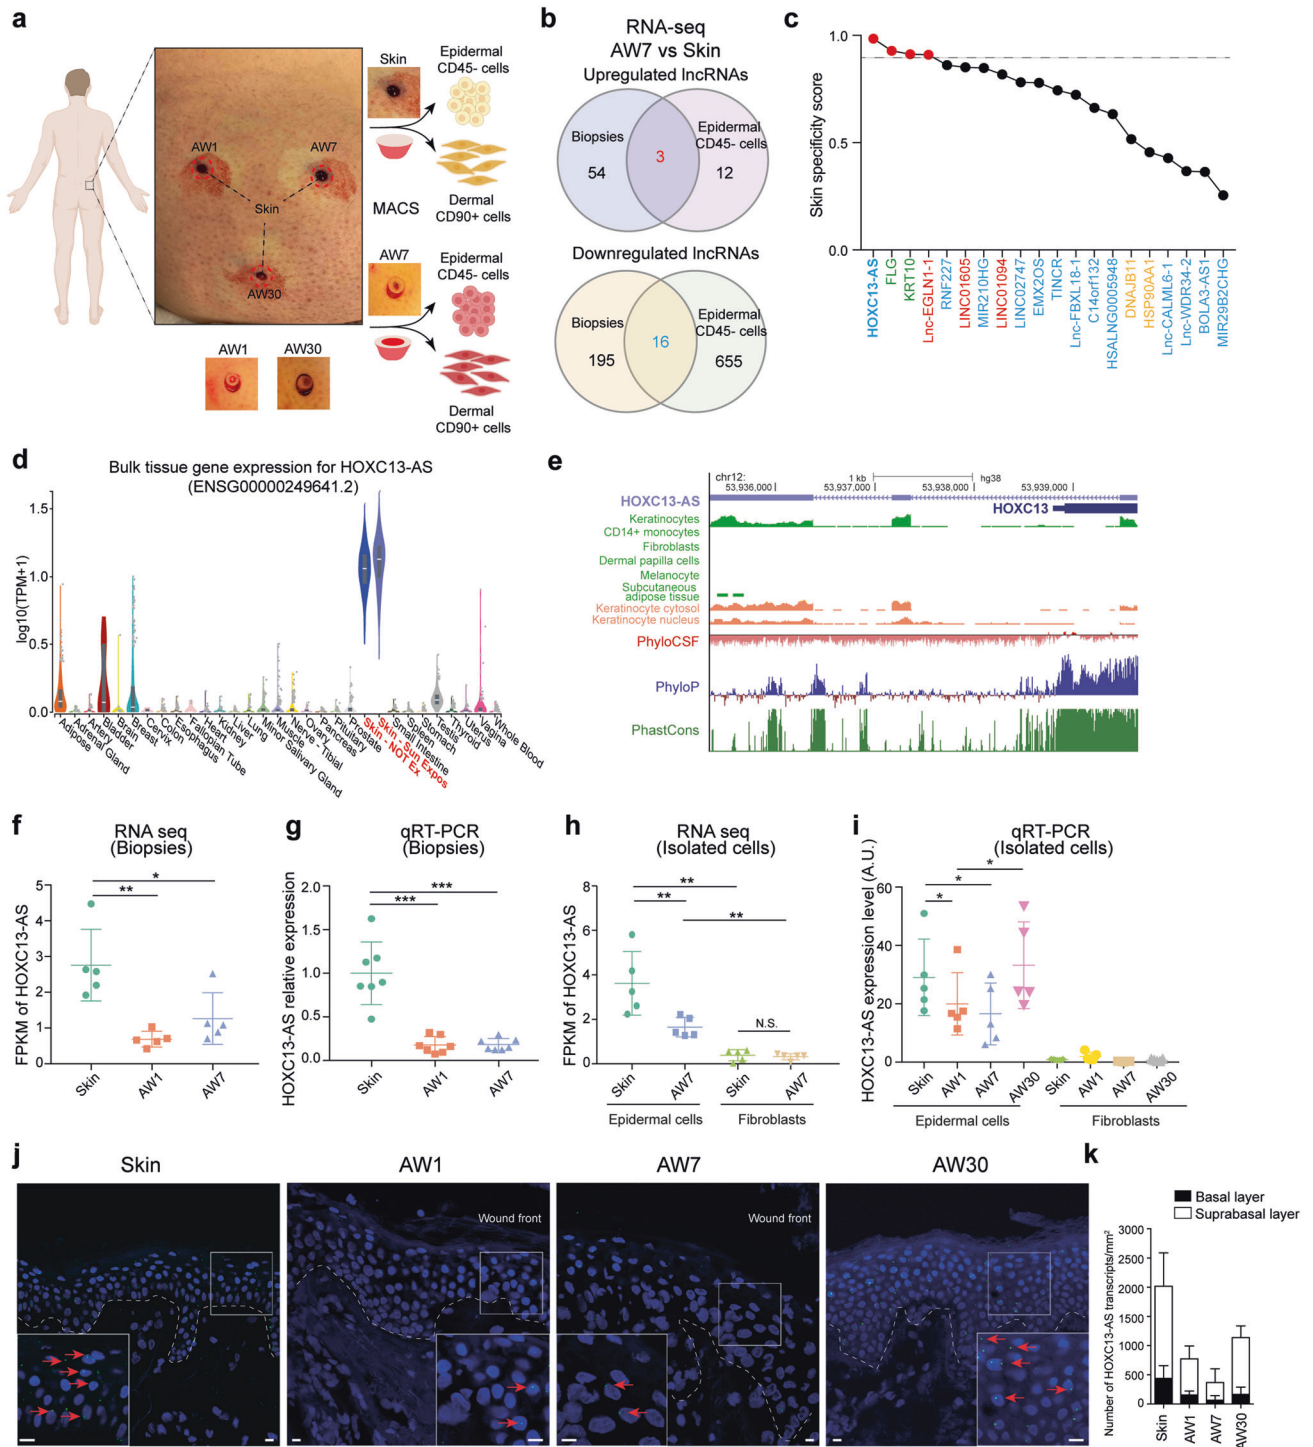 a
Skin
Epidermal
CD45- cells
AW1
AW7
Skin
MACS
Dermal
CD90+ cells
AW30
AW7
Epidermal
CD45- cells
AW1
AW30
Dermal
CD90+ cells
b
RNA-seq
AW7 vs Skin
Upregulated lncRNAs
Biopsies
Epidermal
CD45- cells
54
3
12
Downregulated lncRNAs
Biopsies
Epidermal
CD45- cells
195
16
655
c
Skin specificity score
1.0
0.5
0.0
HOXC13-AS
FLG
KRT10
Lnc-EGLN1-1
RNF227
LINC01605
MIR210HG
LINC01094
LINC02747
EMX2OS
TINCR
Lnc-FBXL18-1
C14orf132
HSALNG0005948
DNAJB11
HSP90AA1
Lnc-CALML6-1
Lnc-WDR34-2
BOLA3-AS1
MIR29B2CHG
d
Bulk tissue gene expression for HOXC13-AS
(ENSG00000249641.2)
log10(TPM+1)
1.5
1.0
0.5
0.0
Adipose
Adrenal Gland
Artery
Bladder
Brain
Breast
Cervix
Colon
Esophagus
Fallopian Tube
Heart
Kidney
Liver
Lung
Minor Salivary Gland
Muscle
Nerve - Tibial
Ovary
Pancreas
Pituitary
Prostate
Skin - NOT Ex
Skin - Sun Expos
Small Intestine
Spleen
Stomach
Testis
Thyroid
Uterus
Vagina
Whole Blood
e
chr12:
1 kb
hg38
53,936,000
53,937,000
53,938,000
53,939,000
HOXC13-AS
HOXC13
Keratinocytes
CD14+ monocytes
Fibroblasts
Dermal papilla cells
Melanocyte
Subcutaneous
adipose tissue
Keratinocyte cytosol
Keratinocyte nucleus
PhyloCSF
PhyloP
PhastCons
f
RNA seq
(Biopsies)
FPKM of HOXC13-AS
5
4
3
2
1
0
*
**
Skin
AW1
AW7
g
qRT-PCR
(Biopsies)
HOXC13-AS relative expression
2.0
1.5
1.0
0.5
0.0
***
***
Skin
AW1
AW7
h
RNA seq
(Isolated cells)
FPKM of HOXC13-AS
8
6
4
2
0
**
**
**
N.S.
Skin
AW7
Skin
AW7
Epidermal cells
Fibroblasts
i
qRT-PCR
(Isolated cells)
HOXC13-AS expression level (A.U.)
60
40
20
0
*
*
*
Skin
AW1
AW7
AW30
Skin
AW1
AW7
AW30
Epidermal cells
Fibroblasts
j
Skin
AW1
AW7
AW30
Wound front
Wound front
k
Basal layer
Suprabasal layer
Number of HOXC13-AS transcripts/mm²
3000
2500
2000
1500
1000
500
0
Skin
AW1
AW7
AW30